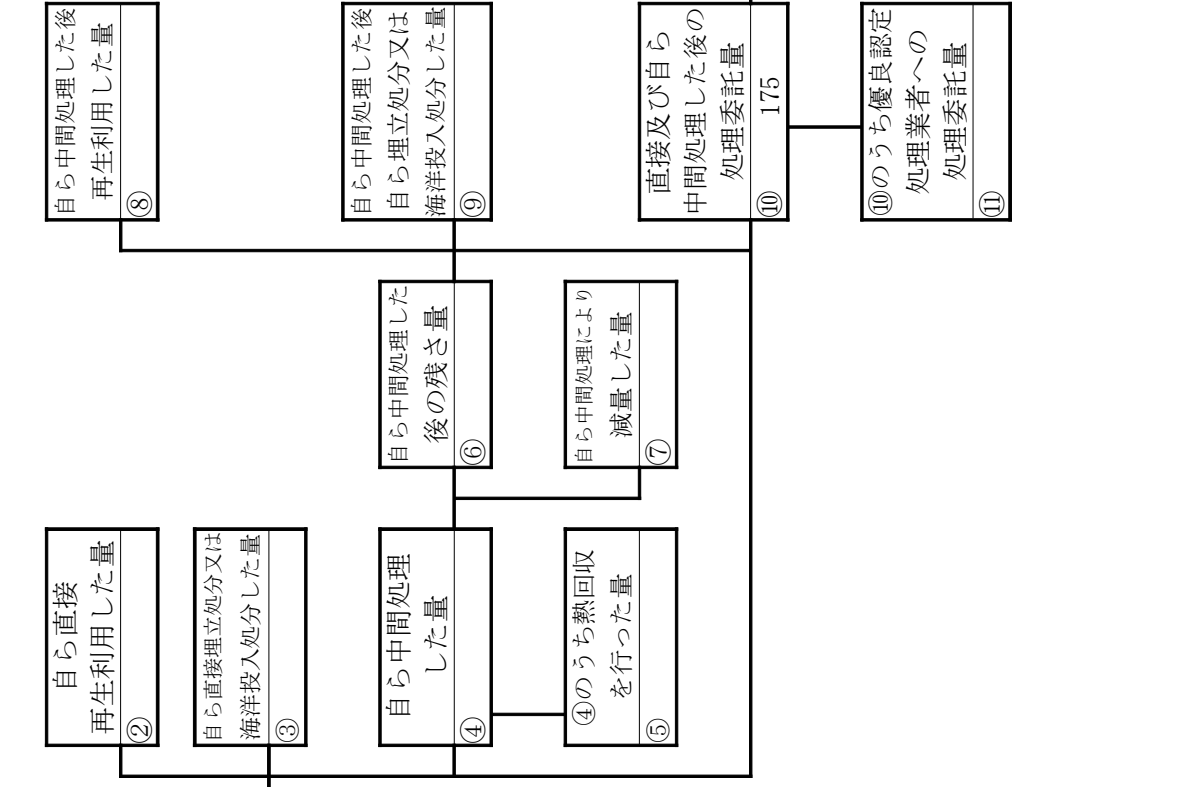 自ら直接
再生利用した量
②
自ら直接埋立処分又は
海洋投入処分した量
③
自ら中間処理
した量
④
④のうち熱回収
を行った量
⑤
自ら中間処理した
後の残さ量
⑥
自ら中間処理により
減量した量
⑦
自ら中間処理した後
再生利用した量
⑧
自ら中間処理した後
自ら埋立処分又は
海洋投入処分した量
⑨
直接及び自ら
中間処理した後の
処理委託量
⑩ 175
⑩のうち優良認定
処理業者への
処理委託量
⑪